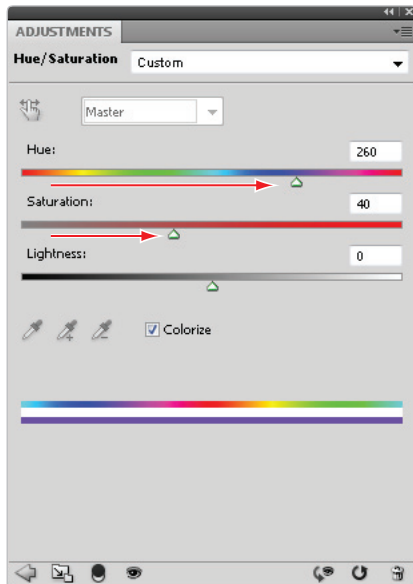 ADJUSTMENTS
Hue/Saturation Custom
Master
Hue: 260
Saturation: 40
Lightness: 0
Colorize